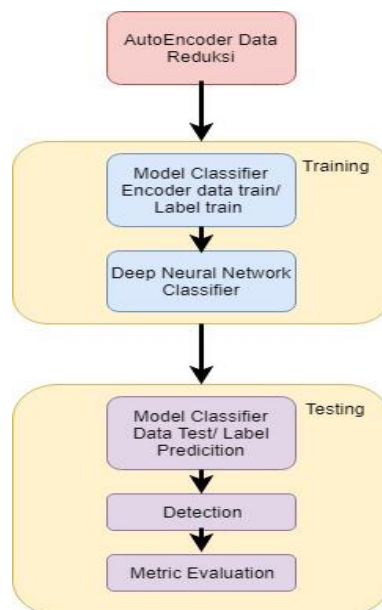 AutoEncoder Data
Reduksi
Training
Model Classifier
Encoder data train/
Label train
Deep Neural Network
Classifier
Testing
Model Classifier
Data Test/ Label
Predicition
Detection
Metric Evaluation